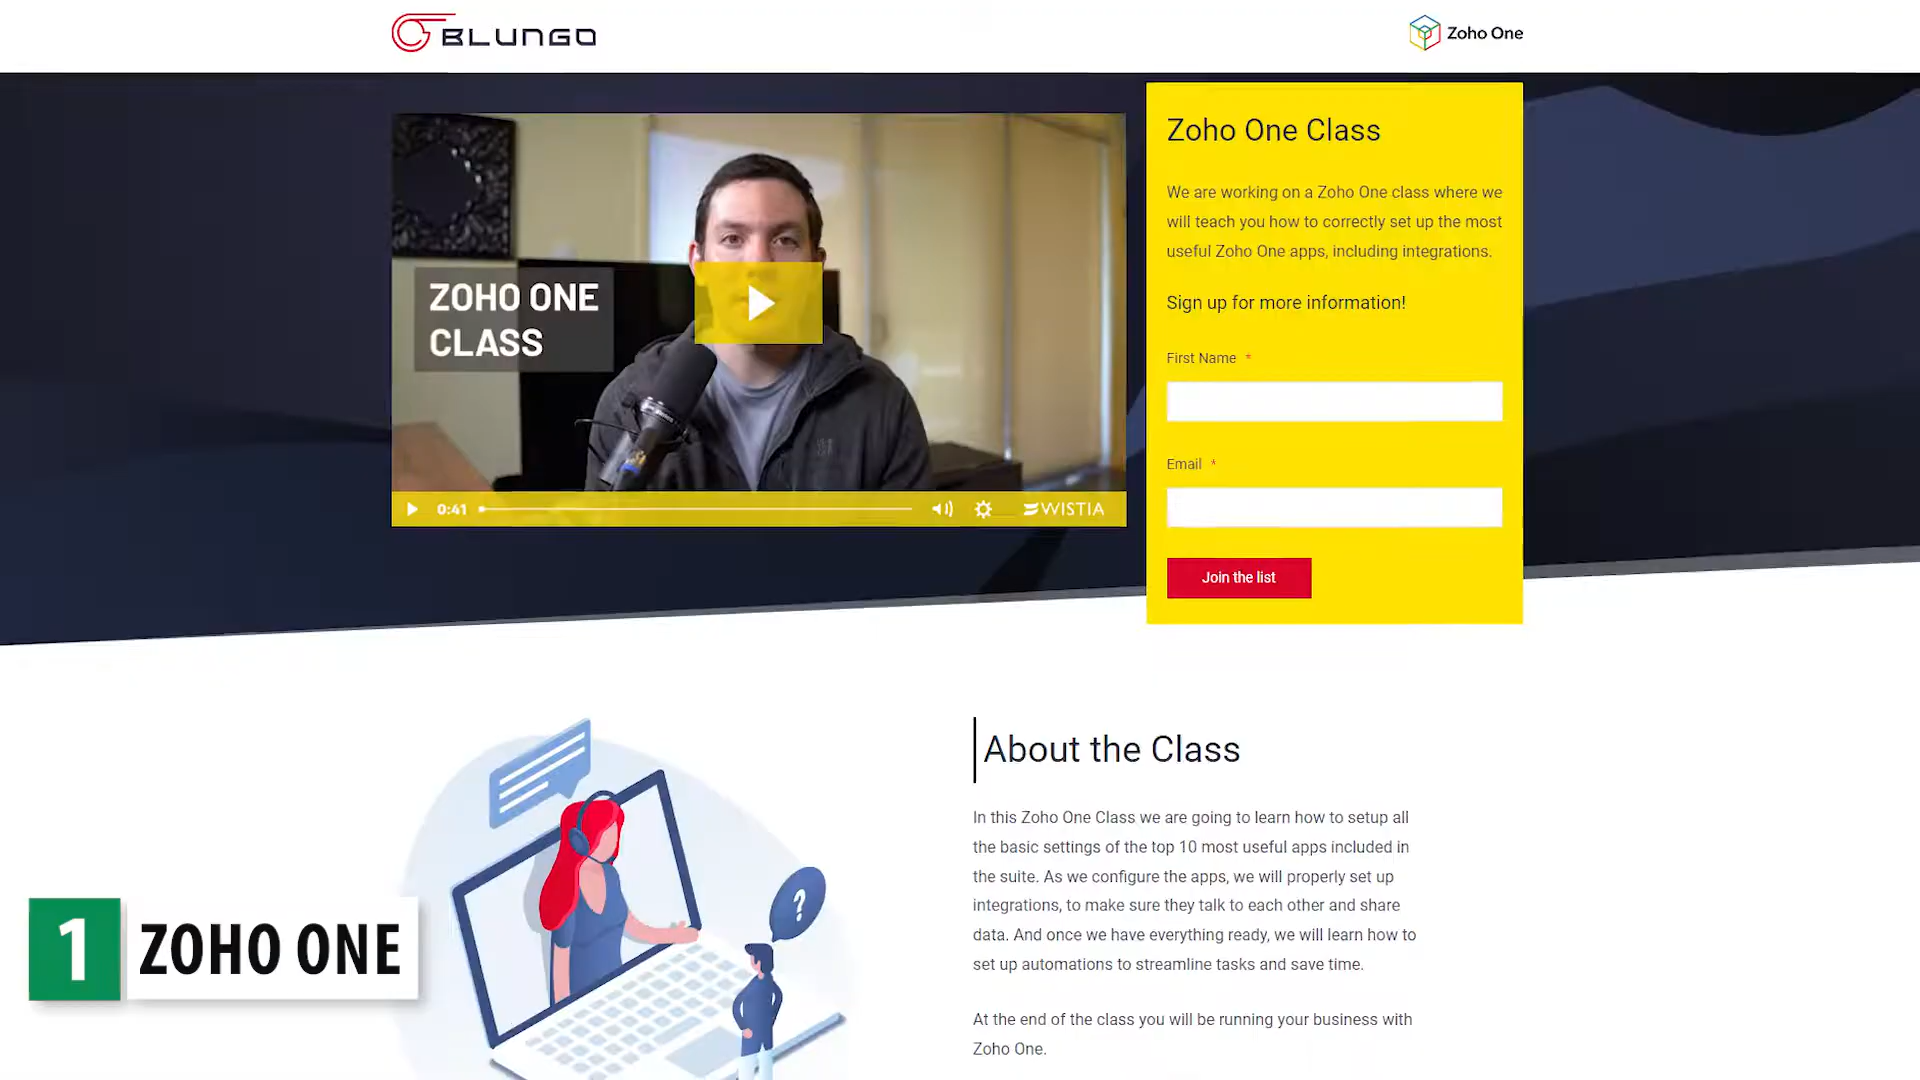 BLUNGO
Zoho One
ZOHO ONE
CLASS
0:41
WISTIA
Zoho One Class
We are working on a Zoho One class where we
will teach you how to correctly set up the most
useful Zoho One apps, including integrations.
Sign up for more information!
First Name *
Email *
Join the list
About the Class
In this Zoho One Class we are going to learn how to setup all
the basic settings of the top 10 most useful apps included in
the suite. As we configure the apps, we will properly set up
integrations, to make sure they talk to each other and share
data. And once we have everything ready, we will learn how to
set up automations to streamline tasks and save time.
At the end of the class you will be running your business with
Zoho One.
?
1 ZOHO ONE